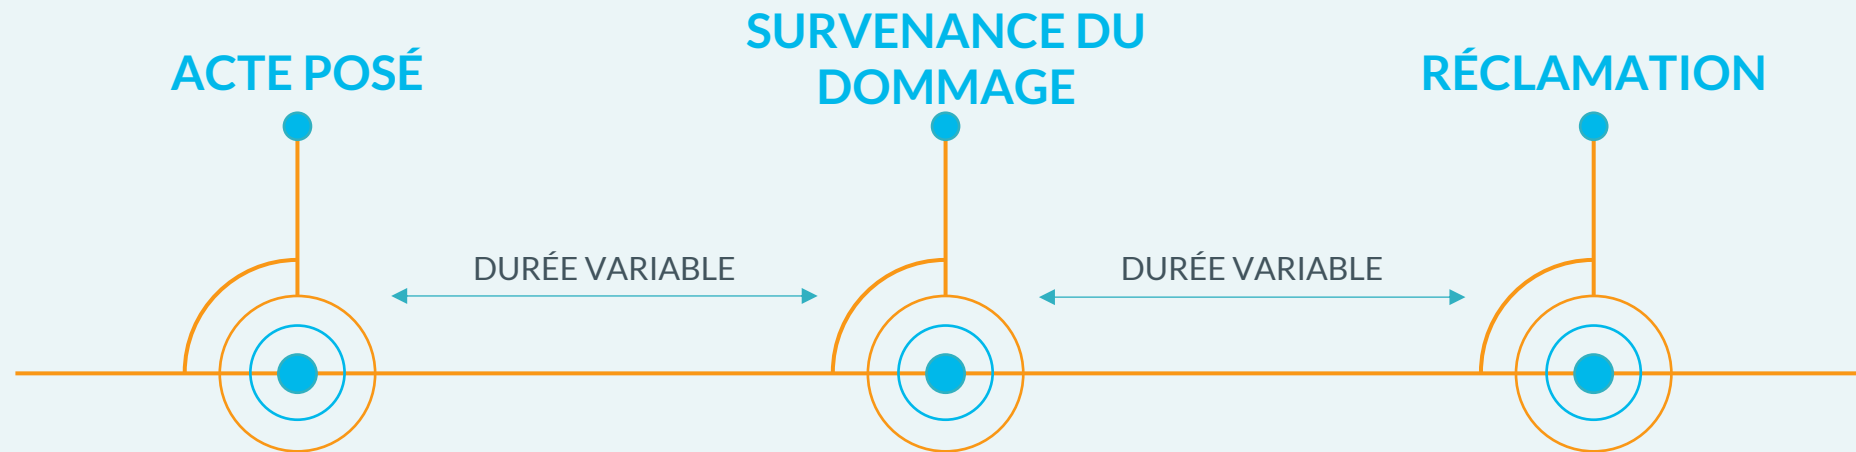 ACTE POSÉ
SURVENANCE DU
DOMMAGE
RÉCLAMATION
DURÉE VARIABLE
DURÉE VARIABLE